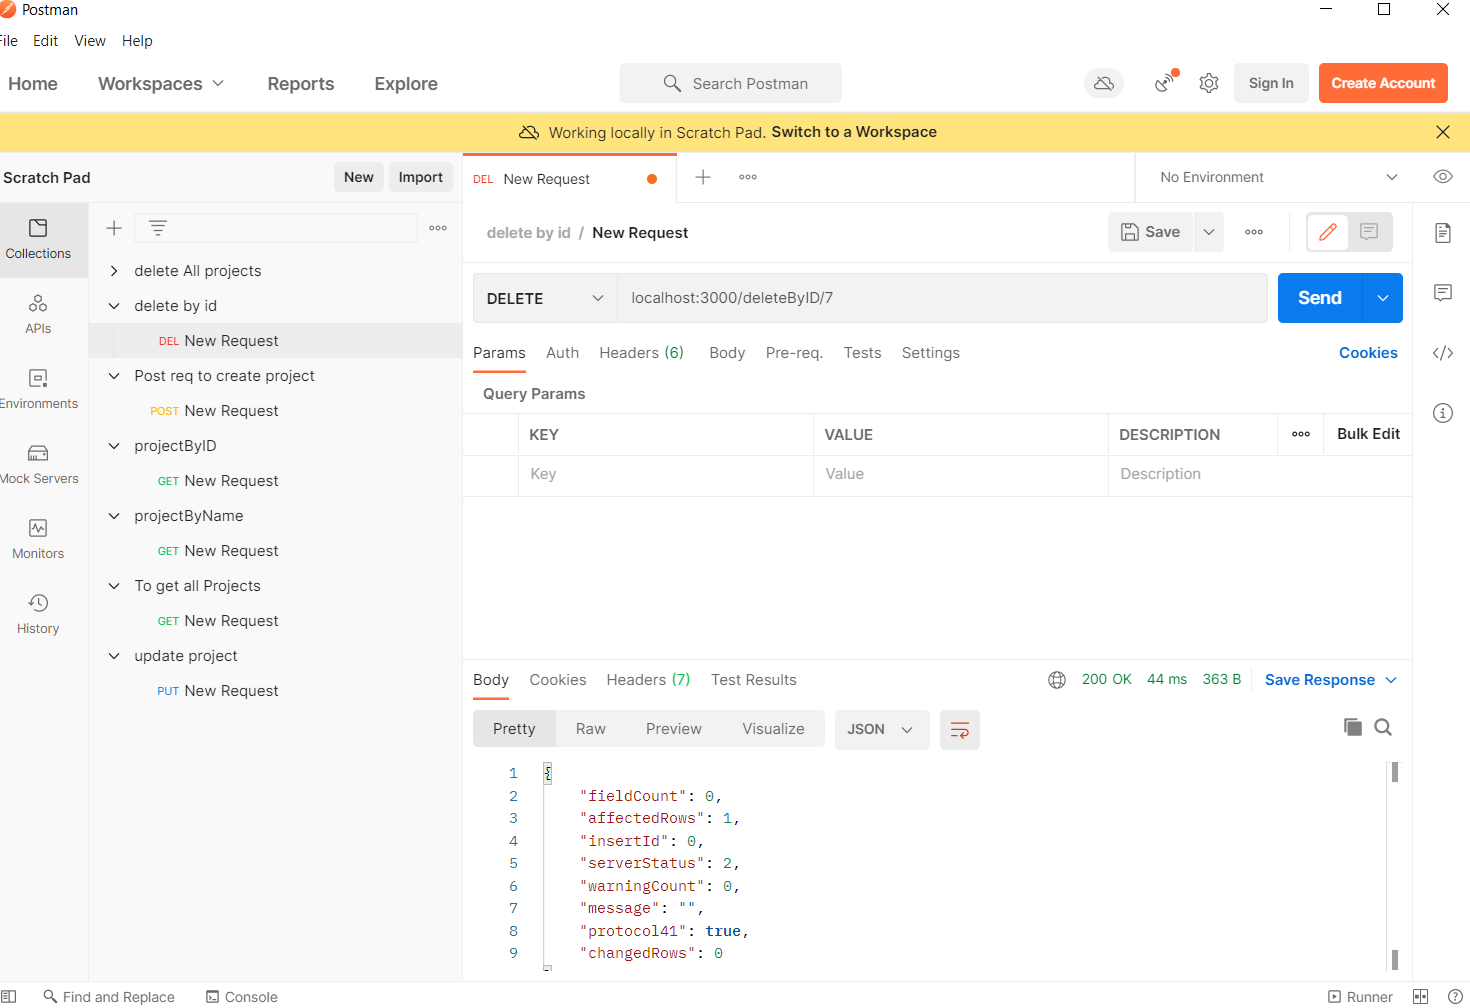 Postman
File Edit View Help
Home Workspaces Reports Explore Search Postman Sign In Create Account
Working locally in Scratch Pad. Switch to a Workspace
Scratch Pad New Import
DEL New Request
No Environment
Collections
APIs
Environments
Mock Servers
Monitors
History
delete All projects
delete by id
DEL New Request
Post req to create project
POST New Request
projectByID
GET New Request
projectByName
GET New Request
To get all Projects
GET New Request
update project
PUT New Request
delete by id / New Request Save
DELETE localhost:3000/deleteByID/7 Send
Params Auth Headers (6) Body Pre-req. Tests Settings Cookies
Query Params
KEY VALUE DESCRIPTION Bulk Edit
Key Value Description
Body Cookies Headers (7) Test Results 200 OK 44 ms 363 B Save Response
Pretty Raw Preview Visualize JSON
1 {
2 "fieldCount": 0,
3 "affectedRows": 1,
4 "insertId": 0,
5 "serverStatus": 2,
6 "warningCount": 0,
7 "message": "",
8 "protocol41": true,
9 "changedRows": 0
Find and Replace Console Runner